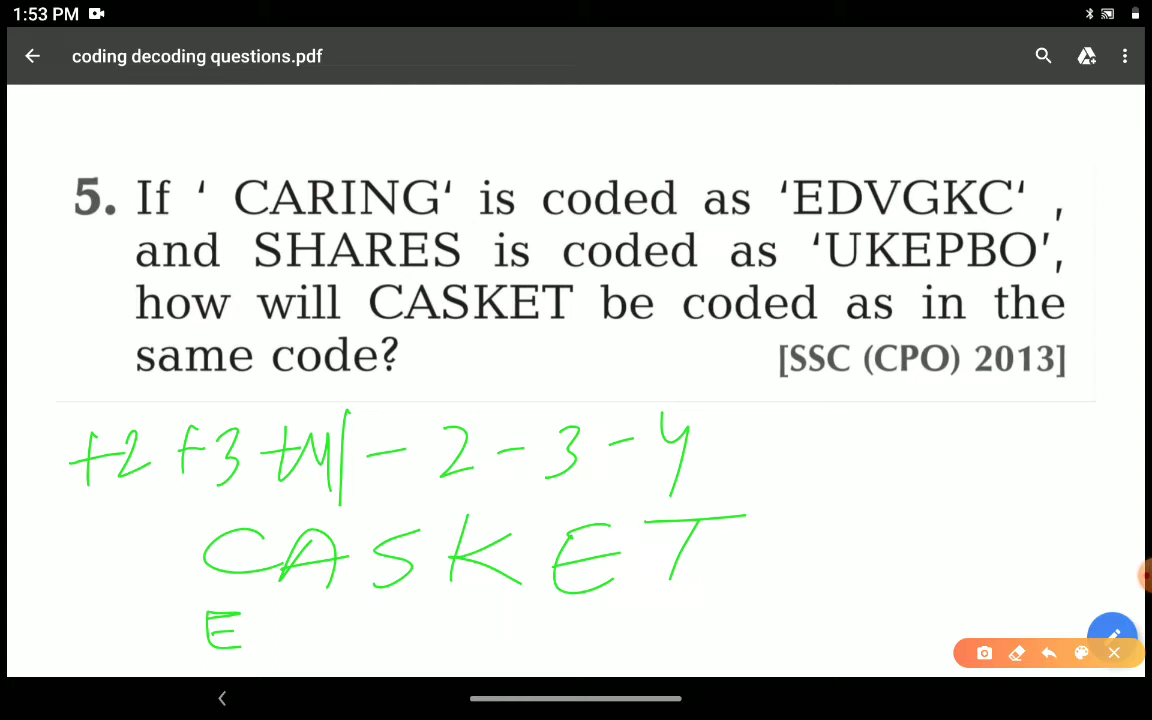 1:53 PM
coding decoding questions.pdf
5. If ‘ CARING‘ is coded as ‘EDVGKC‘ ,
and SHARES is coded as ‘UKEPBO’,
how will CASKET be coded as in the
same code? [SSC (CPO) 2013]
+2 +3 +4 | - 2 - 3 - 4
CASKET
E